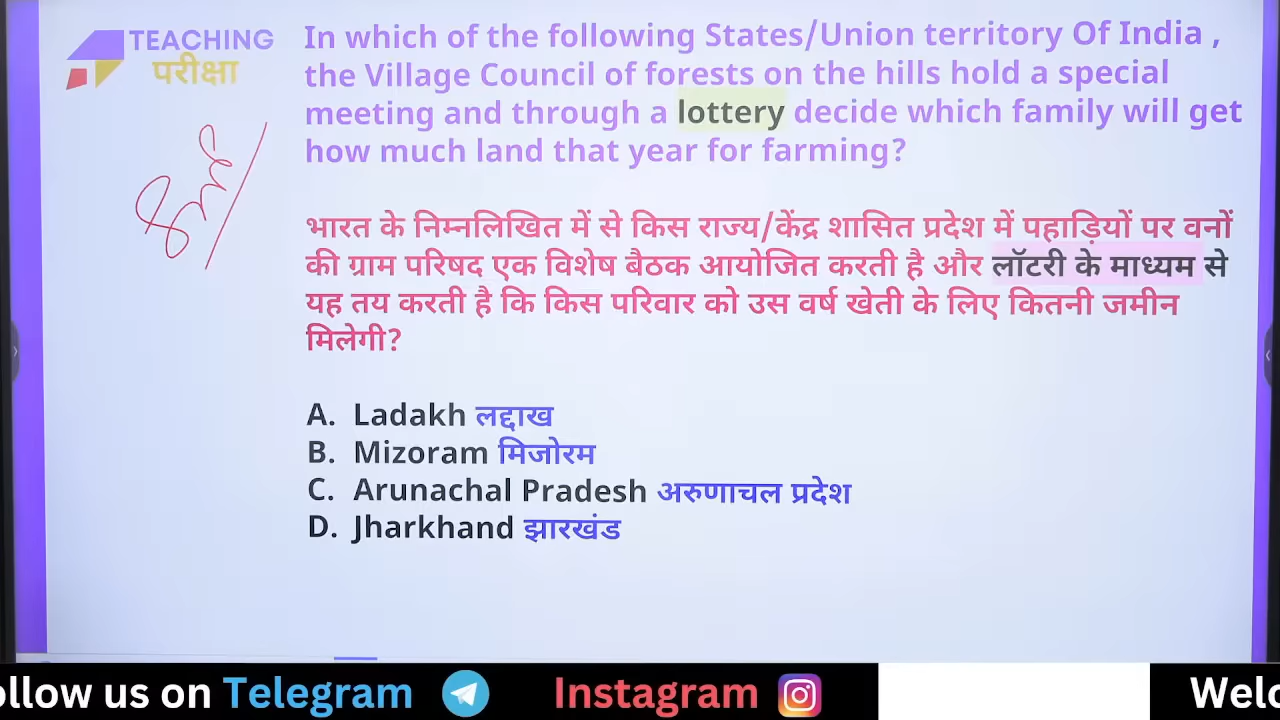 TEACHING
परीक्षा
In which of the following States/Union territory Of India ,
the Village Council of forests on the hills hold a special
meeting and through a lottery decide which family will get
how much land that year for farming?
भारत के निम्नलिखित में से किस राज्य/केंद्र शासित प्रदेश में पहाड़ियों पर वनों
की ग्राम परिषद एक विशेष बैठक आयोजित करती है और लॉटरी के माध्यम से
यह तय करती है कि किस परिवार को उस वर्ष खेती के लिए कितनी जमीन
मिलेगी?
A. Ladakh लद्दाख
B. Mizoram मिजोरम
C. Arunachal Pradesh अरुणाचल प्रदेश
D. Jharkhand झारखंड
ollow us on Telegram Instagram Welc